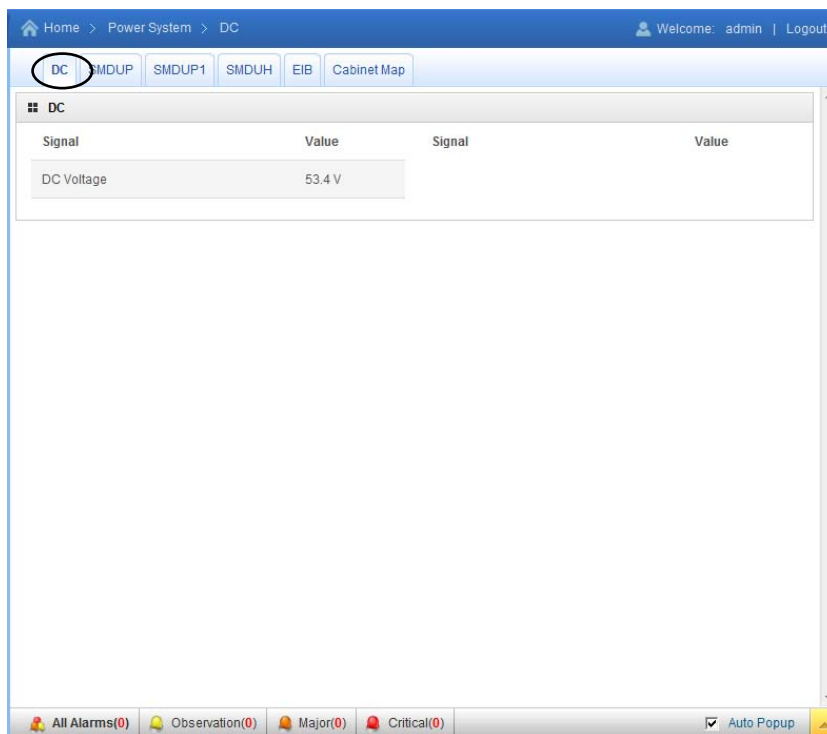 Home > Power System > DC Welcome: admin | Logout
DC SMDUP SMDUP1 SMDUH EIB Cabinet Map
DC
Signal Value Signal Value
DC Voltage 53.4 V
All Alarms(0) Observation(0) Major(0) Critical(0) Auto Popup